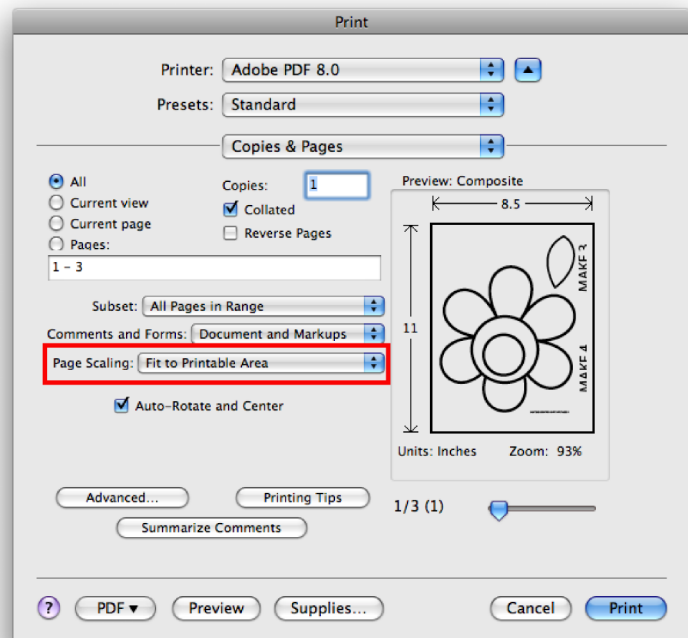 Print
Printer: Adobe PDF 8.0
Presets: Standard
Copies & Pages
All
Current view
Current page
Pages:
1 - 3
Copies: 1
Collated
Reverse Pages
Subset: All Pages in Range
Comments and Forms: Document and Markups
Page Scaling: Fit to Printable Area
Auto-Rotate and Center
Advanced...
Printing Tips
Summarize Comments
Preview: Composite
8.5
11
MAKE 4
Units: Inches Zoom: 93%
1/3 (1)
? PDF Preview Supplies... Cancel Print